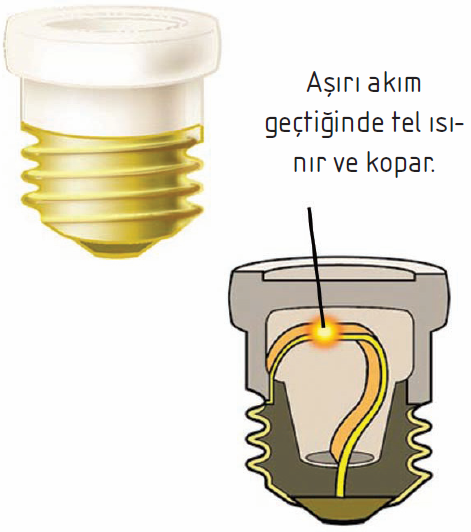 Aşırı akım
geçtiğinde tel ısı-
nır ve kopar.